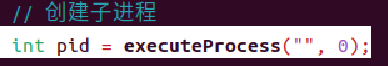 // 创建子进程
int pid = executeProcess("", 0);